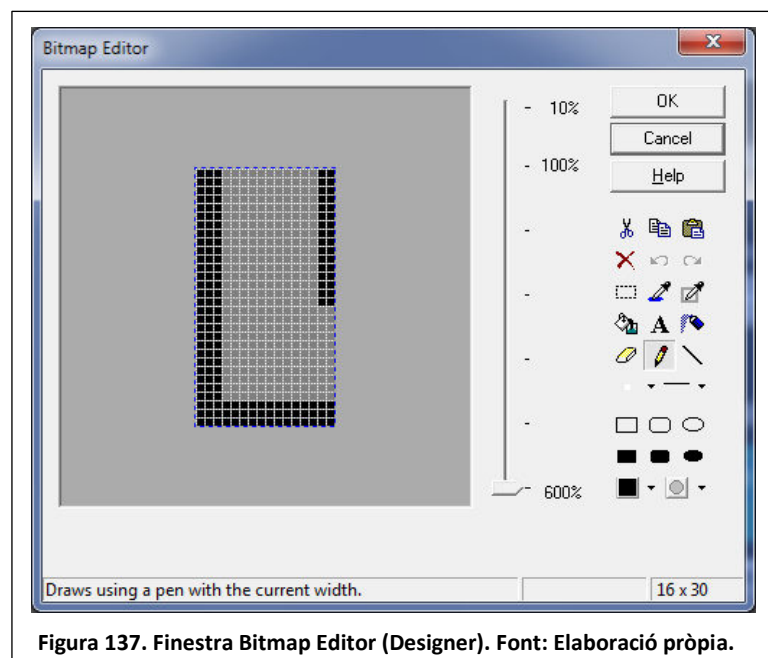 Bitmap Editor
10%
100%
600%
OK
Cancel
Help
A
Draws using a pen with the current width.
16 x 30
Figura 137. Finestra Bitmap Editor (Designer). Font: Elaboració pròpia.